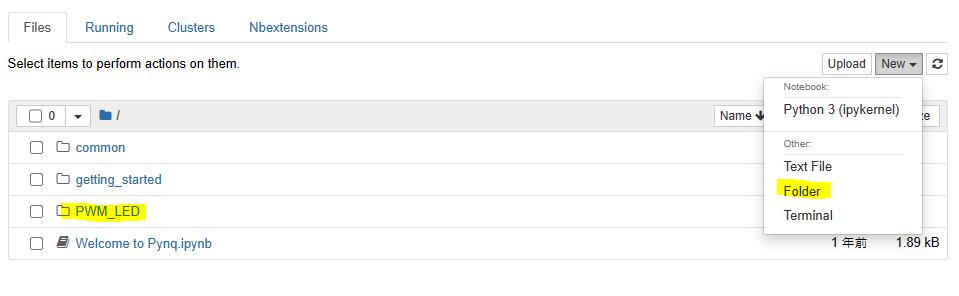 Files Running Clusters Nbextensions
Select items to perform actions on them.
Upload New
Notebook:
0 / Name
Python 3 (ipykernel)
Other:
common
Text File
getting_started
Folder
PWM_LED
Terminal
Welcome to Pynq.ipynb 1 年前 1.89 kB